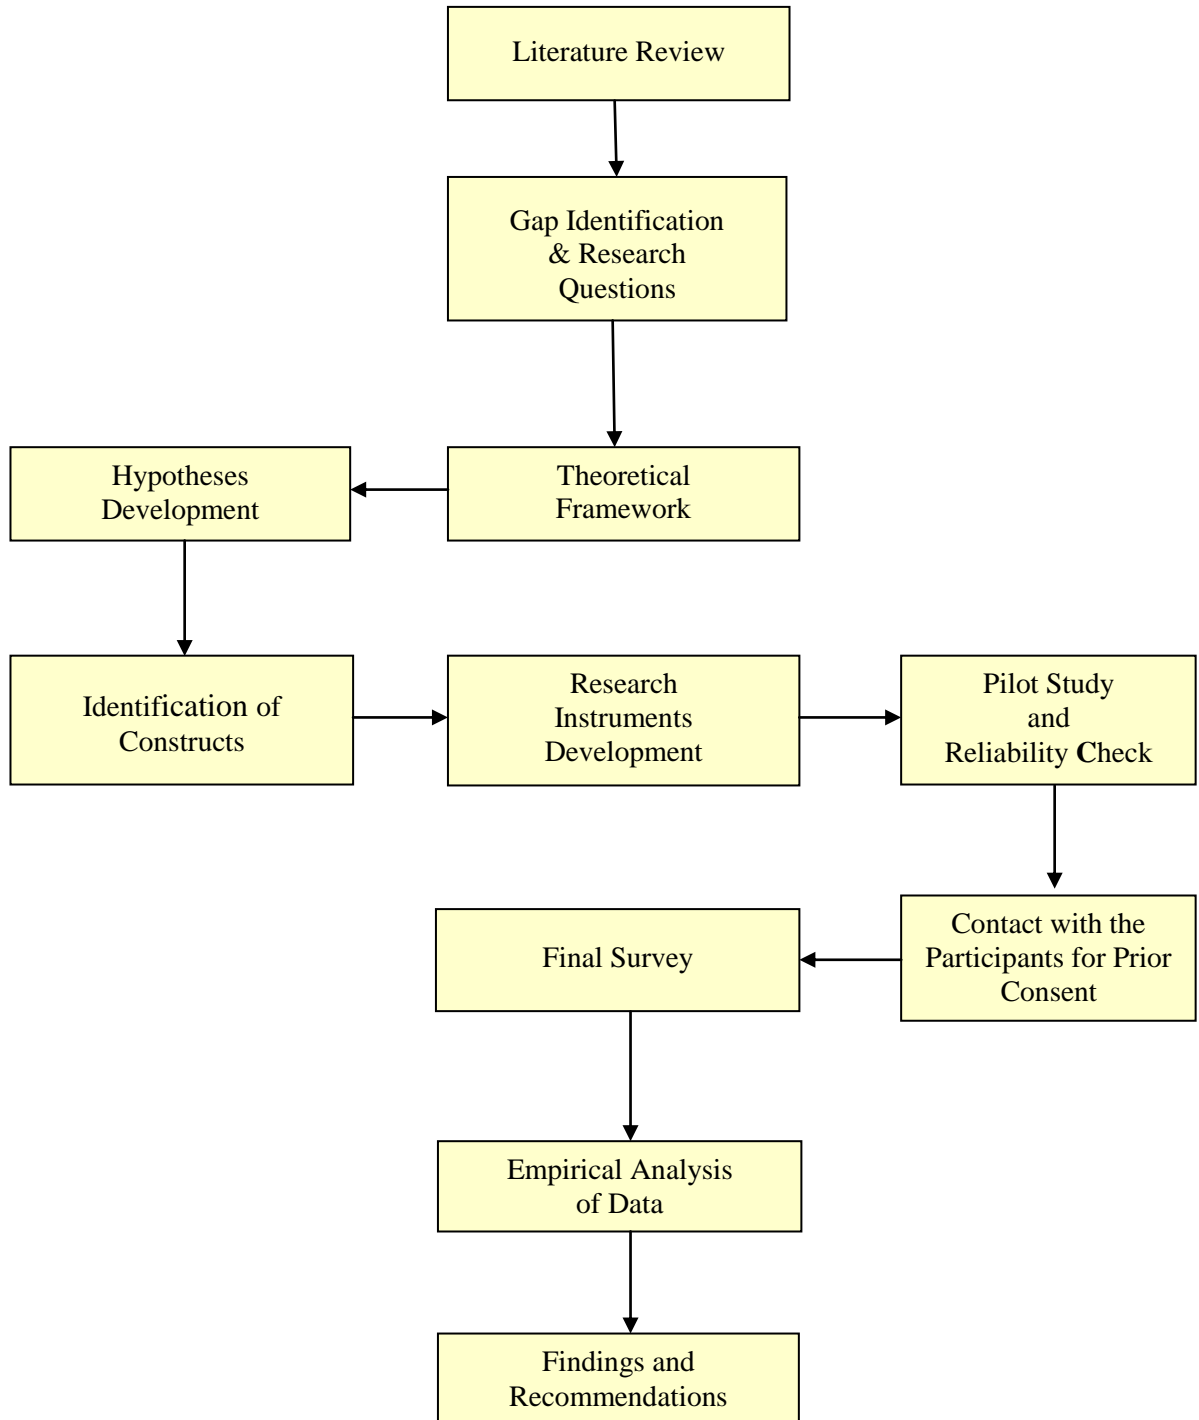 Literature Review
Gap Identification
& Research
Questions
Theoretical
Framework
Hypotheses
Development
Identification of
Constructs
Research
Instruments
Development
Pilot Study
and
Reliability Check
Contact with the
Participants for Prior
Consent
Final Survey
Empirical Analysis
of Data
Findings and
Recommendations